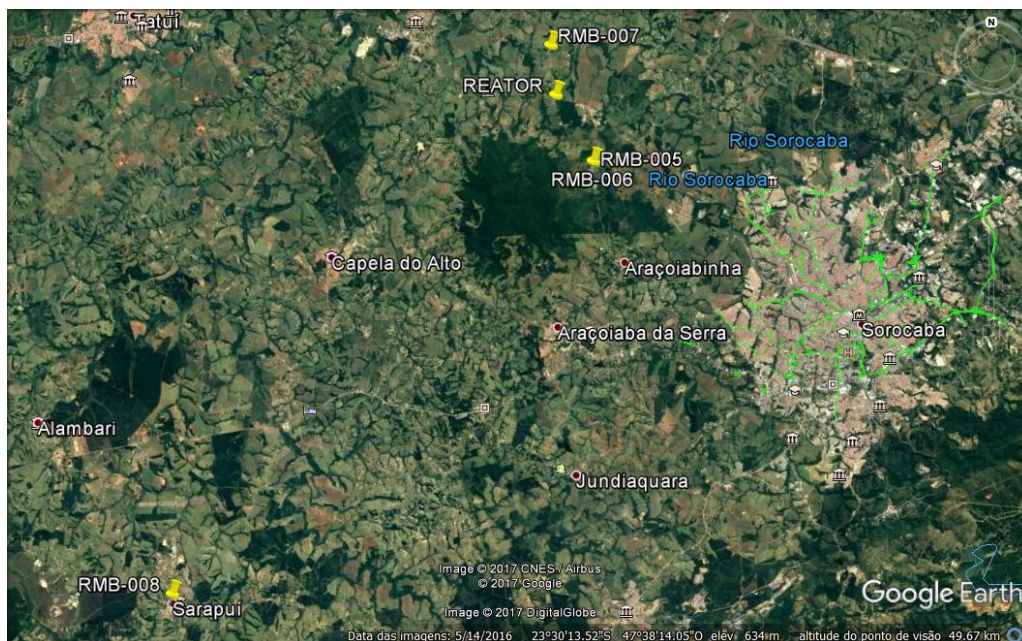 Tatuí
N
RMB-007
REATOR
Rio Sorocaba
RMB-005
RMB-006
Rio Sorocaba
Capela do Alto
Araçoiabinha
Araçoiaba da Serra
Sorocaba
H
Alambari
Jundiaquara
RMB-008
Sarapuí
Image © 2017 CNES / Airbus
© 2017 Google
Image © 2017 DigitalGlobe
Google Earth
Data das imagens: 5/14/2016 23°30'13.52"S 47°38'14.05"O elev 634 m altitude do ponto de visão 49.67 km